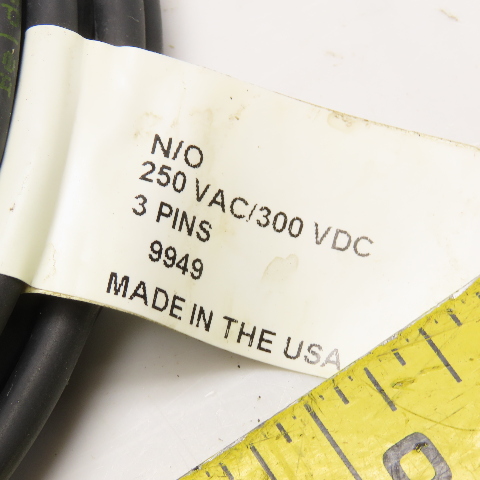 N/O
250 VAC/300 VDC
3 PINS
9949
MADE IN THE USA